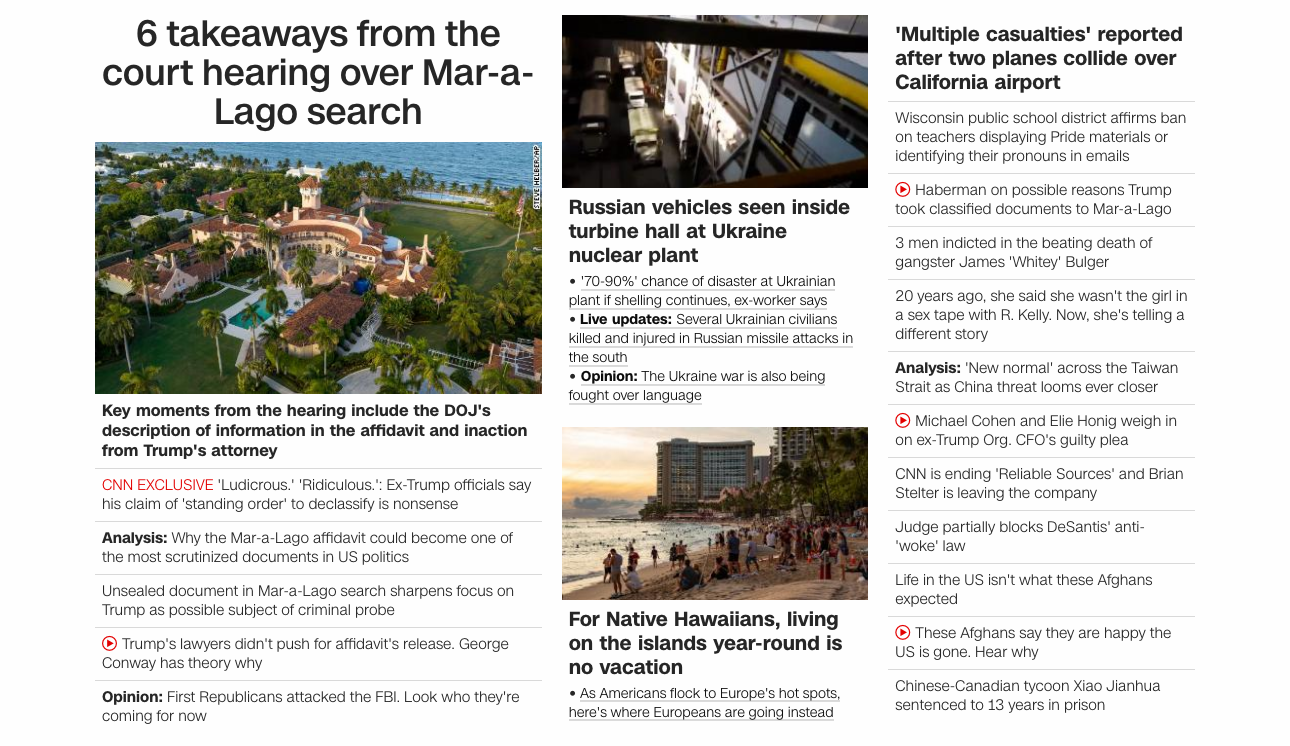 6 takeaways from the
court hearing over Mar-a-
Lago search
STEVE HELBER/AP
Key moments from the hearing include the DOJ's
description of information in the affidavit and inaction
from Trump's attorney
CNN EXCLUSIVE 'Ludicrous.' 'Ridiculous.': Ex-Trump officials say
his claim of 'standing order' to declassify is nonsense
Analysis: Why the Mar-a-Lago affidavit could become one of
the most scrutinized documents in US politics
Unsealed document in Mar-a-Lago search sharpens focus on
Trump as possible subject of criminal probe
Trump's lawyers didn't push for affidavit's release. George
Conway has theory why
Opinion: First Republicans attacked the FBI. Look who they're
coming for now
Russian vehicles seen inside
turbine hall at Ukraine
nuclear plant
• '70-90%' chance of disaster at Ukrainian
plant if shelling continues, ex-worker says
• Live updates: Several Ukrainian civilians
killed and injured in Russian missile attacks in
the south
• Opinion: The Ukraine war is also being
fought over language
For Native Hawaiians, living
on the islands year-round is
no vacation
• As Americans flock to Europe's hot spots,
here's where Europeans are going instead
'Multiple casualties' reported
after two planes collide over
California airport
Wisconsin public school district affirms ban
on teachers displaying Pride materials or
identifying their pronouns in emails
Haberman on possible reasons Trump
took classified documents to Mar-a-Lago
3 men indicted in the beating death of
gangster James 'Whitey' Bulger
20 years ago, she said she wasn't the girl in
a sex tape with R. Kelly. Now, she's telling a
different story
Analysis: 'New normal' across the Taiwan
Strait as China threat looms ever closer
Michael Cohen and Elie Honig weigh in
on ex-Trump Org. CFO's guilty plea
CNN is ending 'Reliable Sources' and Brian
Stelter is leaving the company
Judge partially blocks DeSantis' anti-
'woke' law
Life in the US isn't what these Afghans
expected
These Afghans say they are happy the
US is gone. Hear why
Chinese-Canadian tycoon Xiao Jianhua
sentenced to 13 years in prison